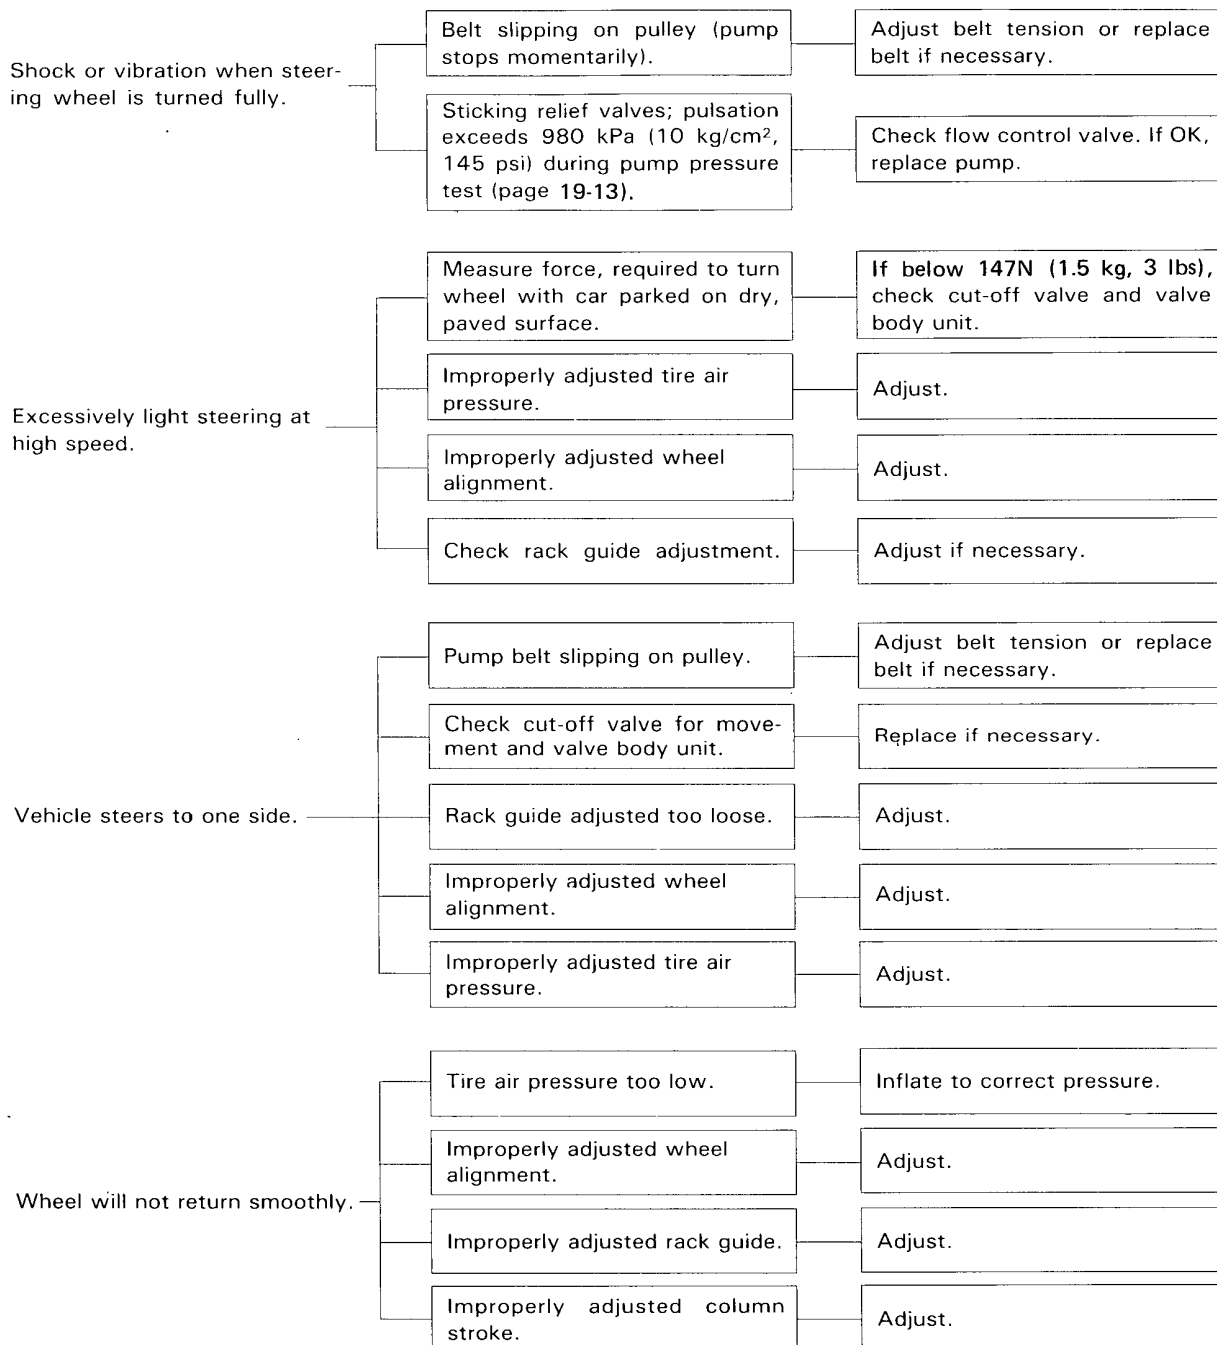 Shock or vibration when steer-
ing wheel is turned fully.
Belt slipping on pulley (pump
stops momentarily).
Adjust belt tension or replace
belt if necessary.
Sticking relief valves; pulsation
exceeds 980 kPa (10 kg/cm², 
145 psi) during pump pressure
test (page 19-13).
Check flow control valve. If OK,
replace pump.
Excessively light steering at
high speed.
Measure force, required to turn
wheel with car parked on dry,
paved surface.
If below 147N (1.5 kg, 3 lbs),
check cut-off valve and valve
body unit.
Improperly adjusted tire air
pressure.
Adjust.
Improperly adjusted wheel
alignment.
Adjust.
Check rack guide adjustment.
Adjust if necessary.
Vehicle steers to one side.
Pump belt slipping on pulley.
Adjust belt tension or replace
belt if necessary.
Check cut-off valve for move-
ment and valve body unit.
Replace if necessary.
Rack guide adjusted too loose.
Adjust.
Improperly adjusted wheel
alignment.
Adjust.
Improperly adjusted tire air
pressure.
Adjust.
Wheel will not return smoothly.
Tire air pressure too low.
Inflate to correct pressure.
Improperly adjusted wheel
alignment.
Adjust.
Improperly adjusted rack guide.
Adjust.
Improperly adjusted column
stroke.
Adjust.